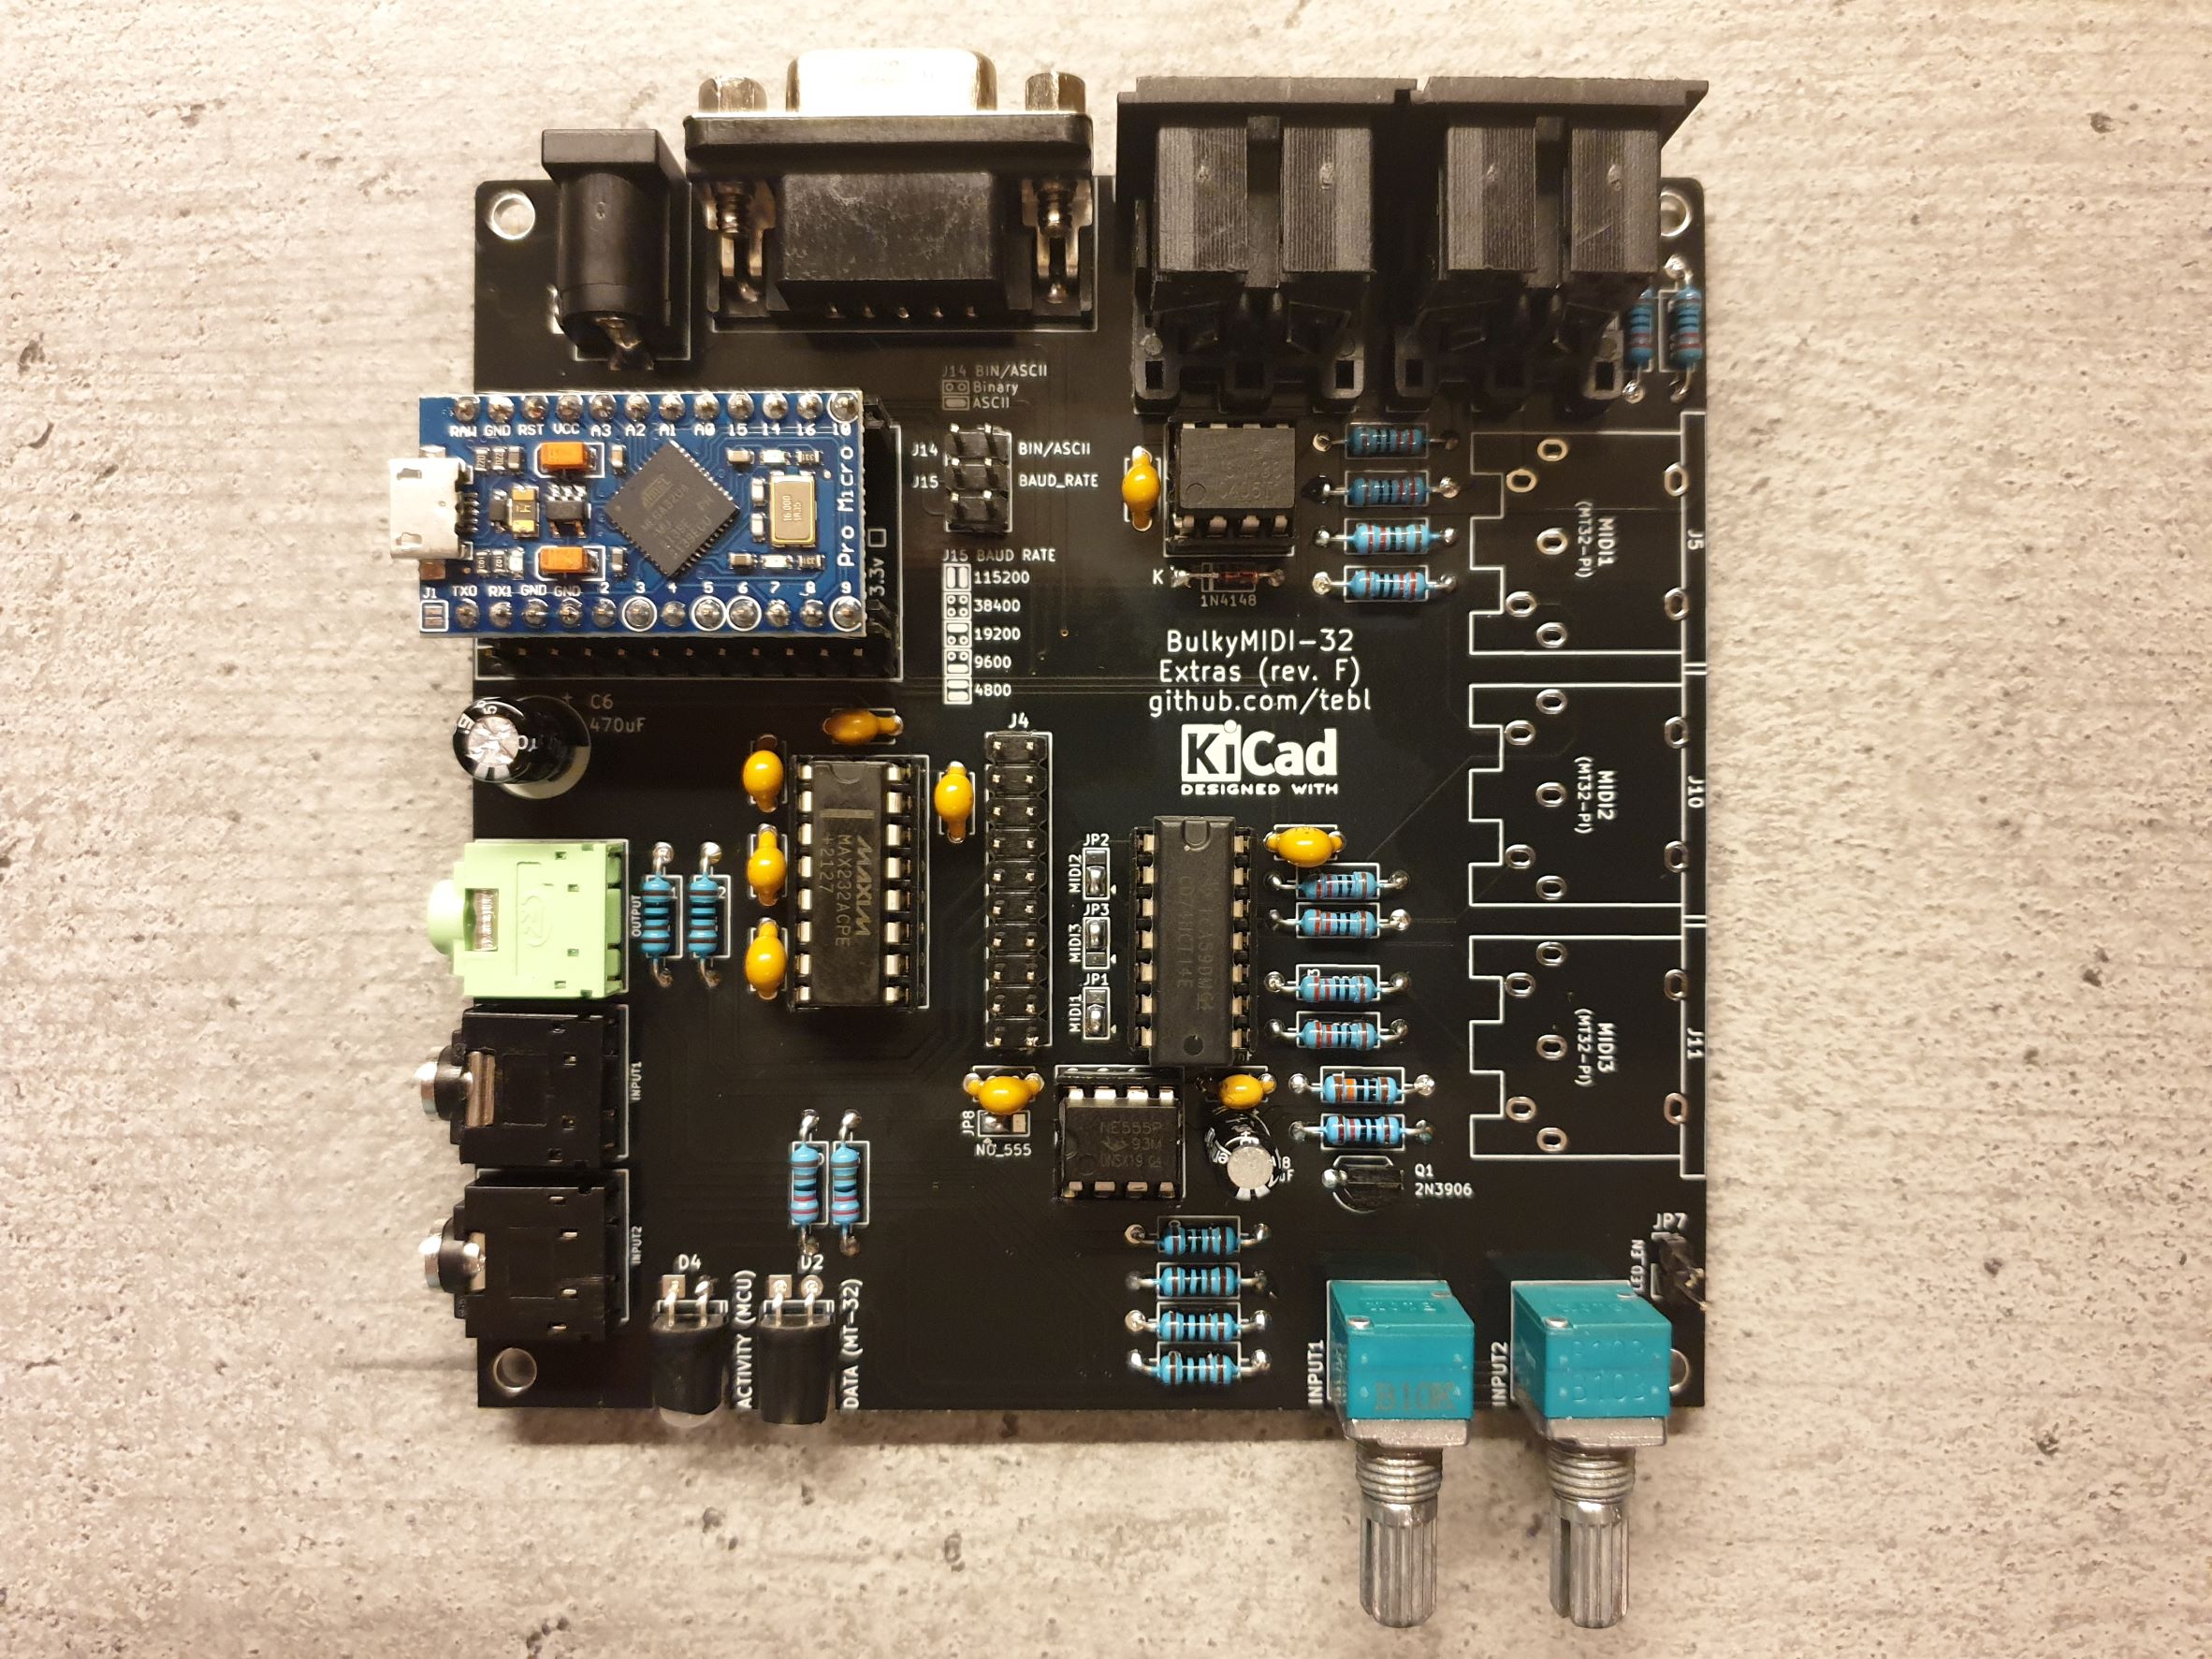 J14 BIN/ASCII
Binary
ASCII
J14
BIN/ASCII
J15
BAUD_RATE
J15 BAUD RATE
115200
38400
19200
9600
4800
RAW GND RST VCC A3 A2 A1 A0 15 14 16 10
Pro Micro
16.000
J1
TXO RX1 GND GND 2 3 4 5 6 7 8 9
3.3v
K
1N4148
BulkyMIDI-32
Extras (rev. F)
github.com/tebl
KiCad
DESIGNED WITH
J5
MIDI1
(MT32-PI)
J10
MIDI2
(MT32-PI)
J11
MIDI3
(MT32-PI)
+ C6
470uF
J4
MAXIM
MAX232ACPE
+2127
JP2
MIDI2
JP3
MIDI3
JP1
MIDI1
OUTPUT
INPUT1
INPUT2
JP8
NO_555
NE555P
93M
Q1
2N3906
JP7
LED_EN
D4
ACTIVITY (MCU)
D2
DATA (MT-32)
INPUT1
B10K
INPUT2